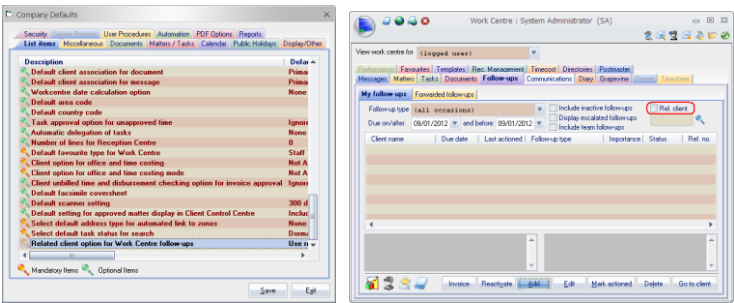 Company Defaults
Security
User Procedures
Automation
PDF Options
Reports
List items
Miscellaneous
Documents
Matters / Tasks
Calendar
Public Holidays
Display/Other
Description
Default client association for document
Prima
Default client association for message
Prima
Workcentre date calculation option
None
Default area code
Default country code
Task approval option for unapproved time
Ignore
Automatic delegation of tasks
None
Number of lines for Reception Centre
0
Default favourite type for Work Centre
Staff
Client option for office and time costing
Not A
Client option for office and time costing mode
Not A
Client unbilled time and disbursement checking option for invoice approval
Ignore
Default facsimile coversheet
Default scanner setting
300 d
Default setting for approved matter display in Client Control Centre
Includ
Select default address type for automated link to zones
None
Select default task status for search
Related client option for Work Centre follow-ups
Mandatory Items
Optional Items
Save
Exit
Work Centre : System Administrator (SA)
View work centre for
(logged user)
Performance
Favourites
Templates
Rec. Management
Timecost
Directories
Postmaster
Messages
Matters
Tasks
Documents
Follow-ups
Communications
Diary
Grapevine
Timesheet
My follow-ups
Forwarded follow-ups
Follow-up type
(all occasions)
Include inactive follow-ups
Rel. client
Display escalated follow-ups
Due on/after:
09/01/2012
and before:
09/01/2012
Include team follow-ups
Client name
Due date
Last actioned
Follow-up type
Importance
Status
Ref. no.
Invoice
Reactivate
Add
Edit
Mark actioned
Delete
Go to client